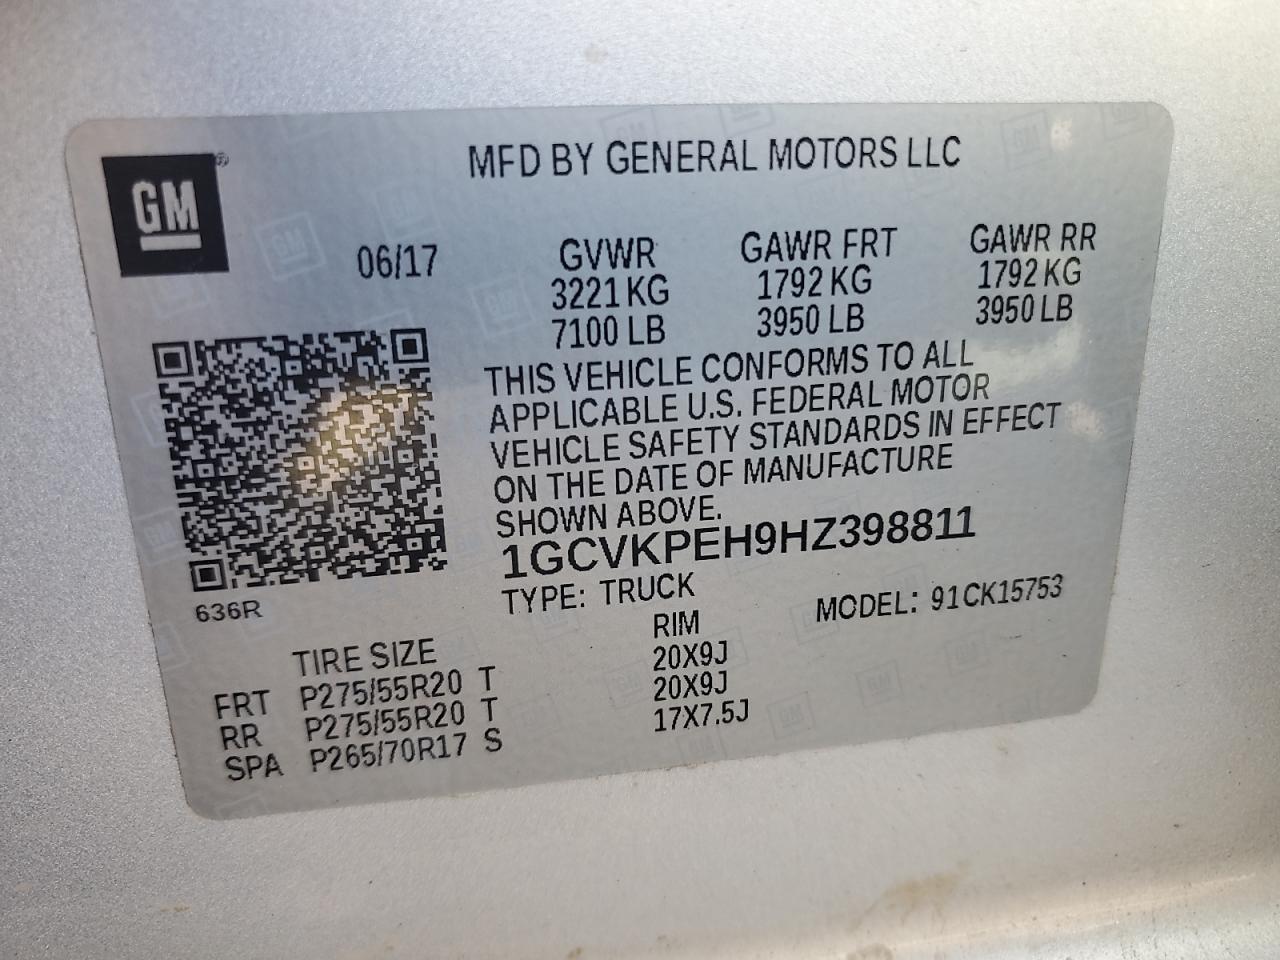 GM ®
MFD BY GENERAL MOTORS LLC
06/17 GVWR GAWR FRT GAWR RR
3221 KG 1792 KG 1792 KG
7100 LB 3950 LB 3950 LB
THIS VEHICLE CONFORMS TO ALL
APPLICABLE U.S. FEDERAL MOTOR
VEHICLE SAFETY STANDARDS IN EFFECT
ON THE DATE OF MANUFACTURE
SHOWN ABOVE.
1GCVKPEH9HZ398811
636R
TYPE: TRUCK MODEL: 91CK15753
TIRE SIZE RIM
FRT P275/55R20 T 20X9J
RR P275/55R20 T 20X9J
SPA P265/70R17 S 17X7.5J